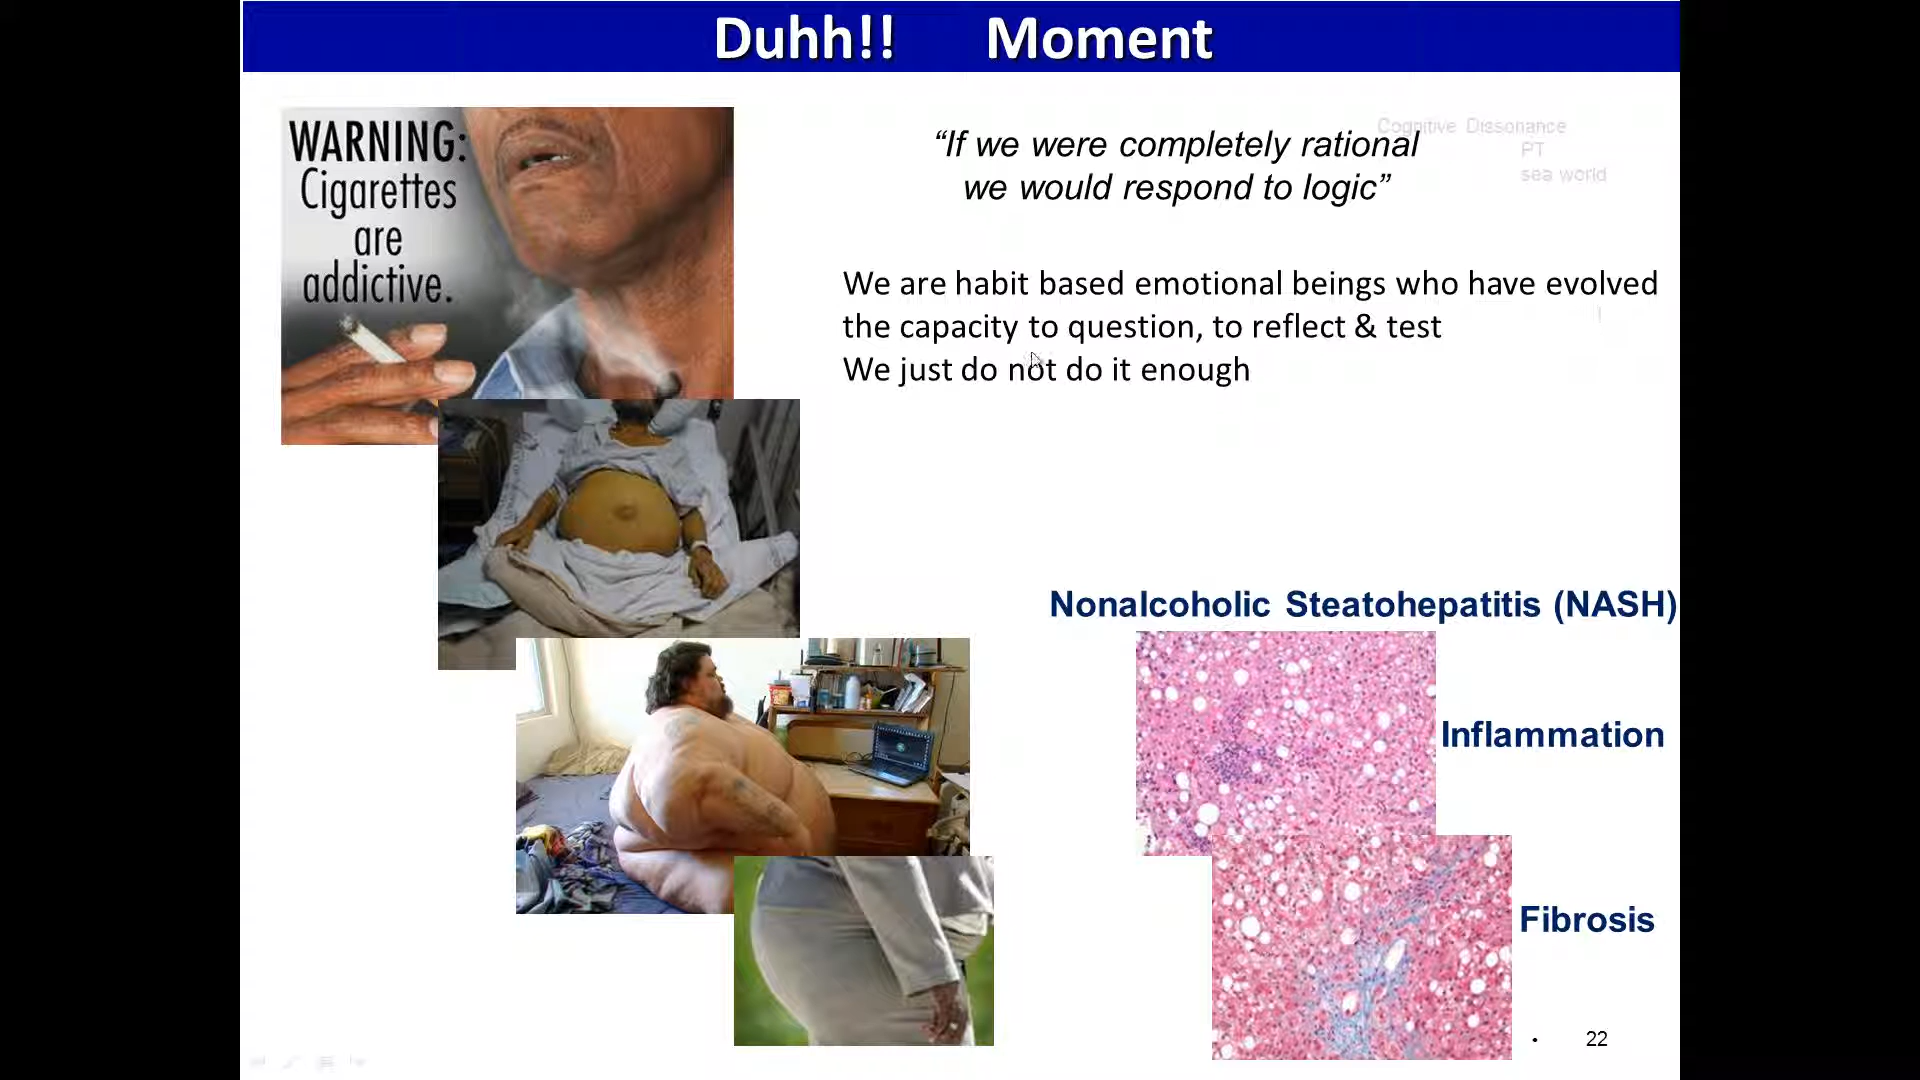 Duhh!! Moment
WARNING:
Cigarettes
are
addictive.
Cognitive Dissonance
PT
sea world
“If we were completely rational
we would respond to logic”
We are habit based emotional beings who have evolved
the capacity to question, to reflect & test
We just do not do it enough
Nonalcoholic Steatohepatitis (NASH)
Inflammation
Fibrosis
• 22